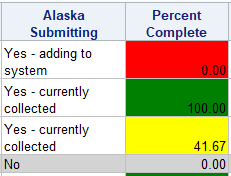 Alaska Submitting Percent Complete
Yes - adding to system 0.00
Yes - currently collected 100.00
Yes - currently collected 41.67
No 0.00